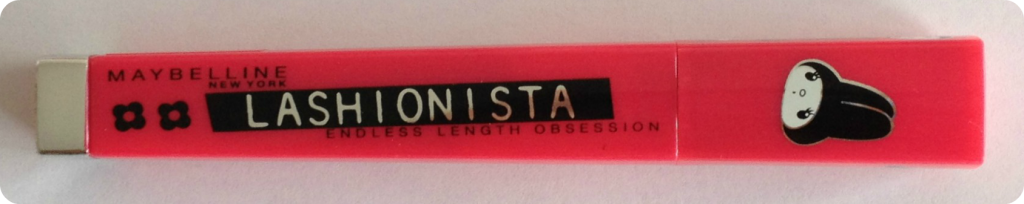 MAYBELLINE
NEW YORK
LASHIONISTA
ENDLESS LENGTH OBSESSION